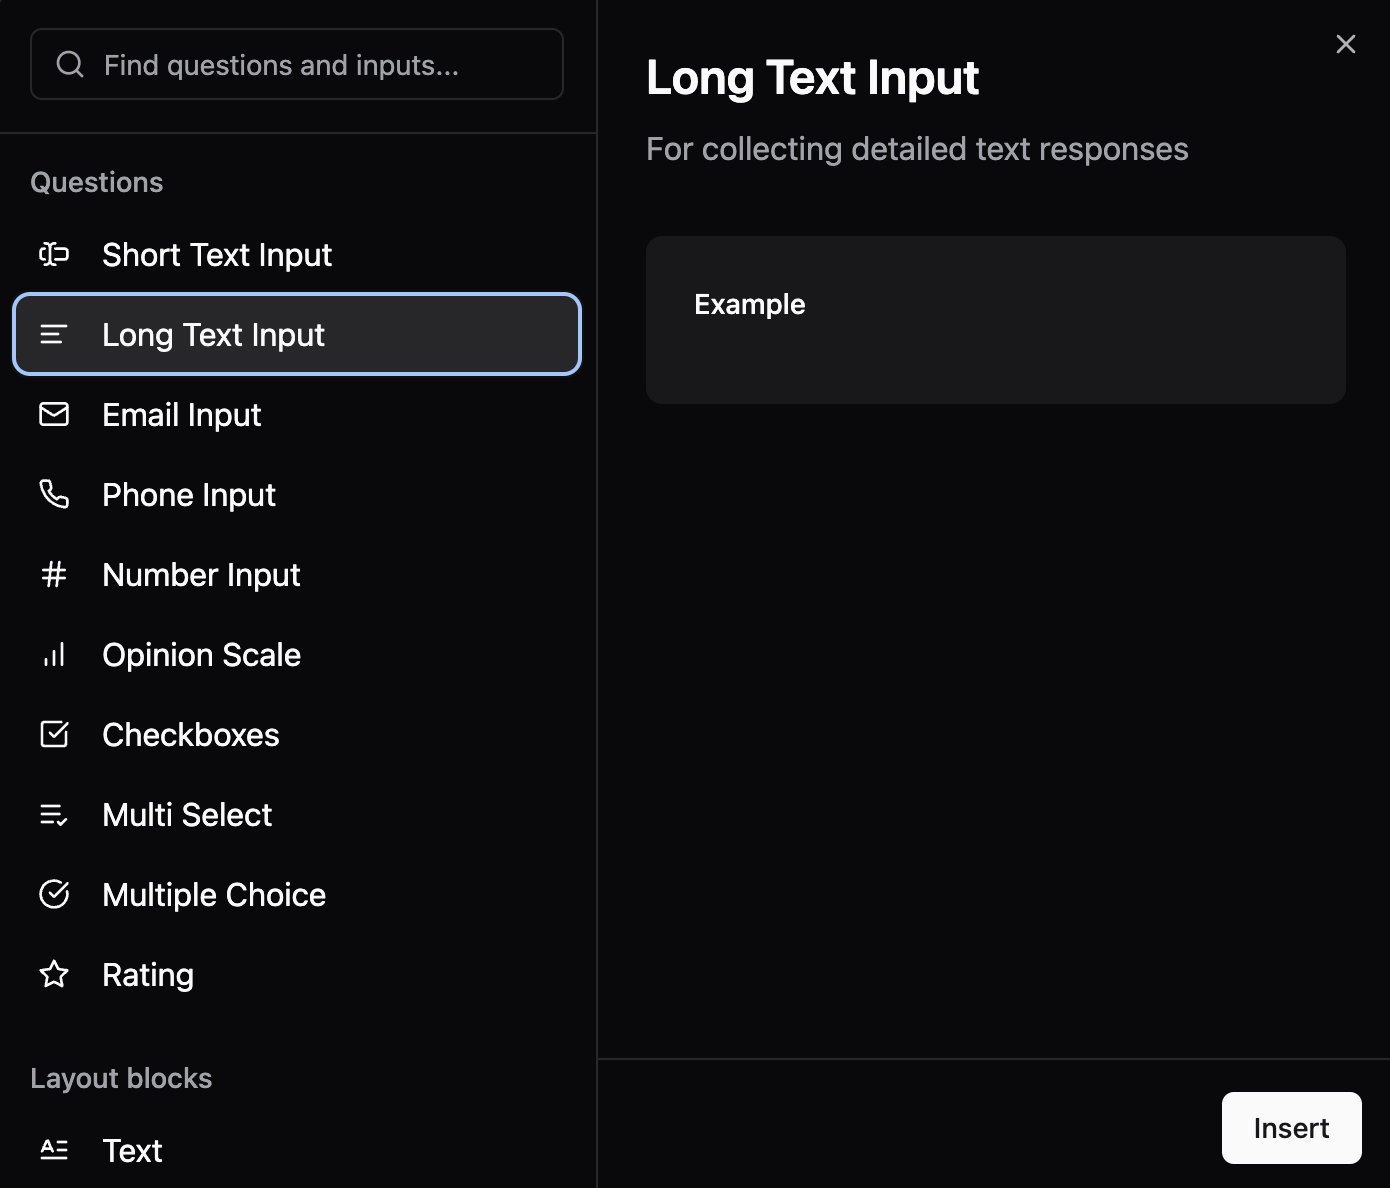 Find questions and inputs...
Questions
Short Text Input
Long Text Input
Email Input
Phone Input
Number Input
Opinion Scale
Checkboxes
Multi Select
Multiple Choice
Rating
Layout blocks
Text
Long Text Input
For collecting detailed text responses
Example
Insert